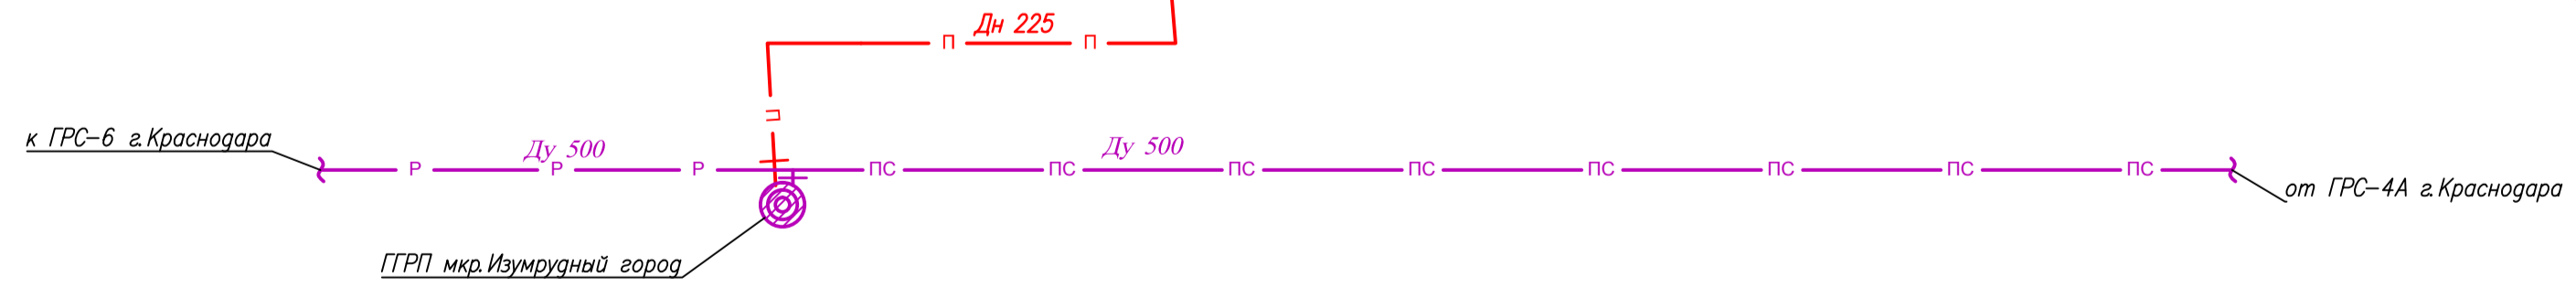 Дн 225
П П
П
к ГРС-6 г.Краснодара
Ду 500
Ду 500
Р Р Р ПС ПС ПС ПС ПС ПС ПС ПС
от ГРС-4А г.Краснодара
ГГРП мкр.Изумрудный город